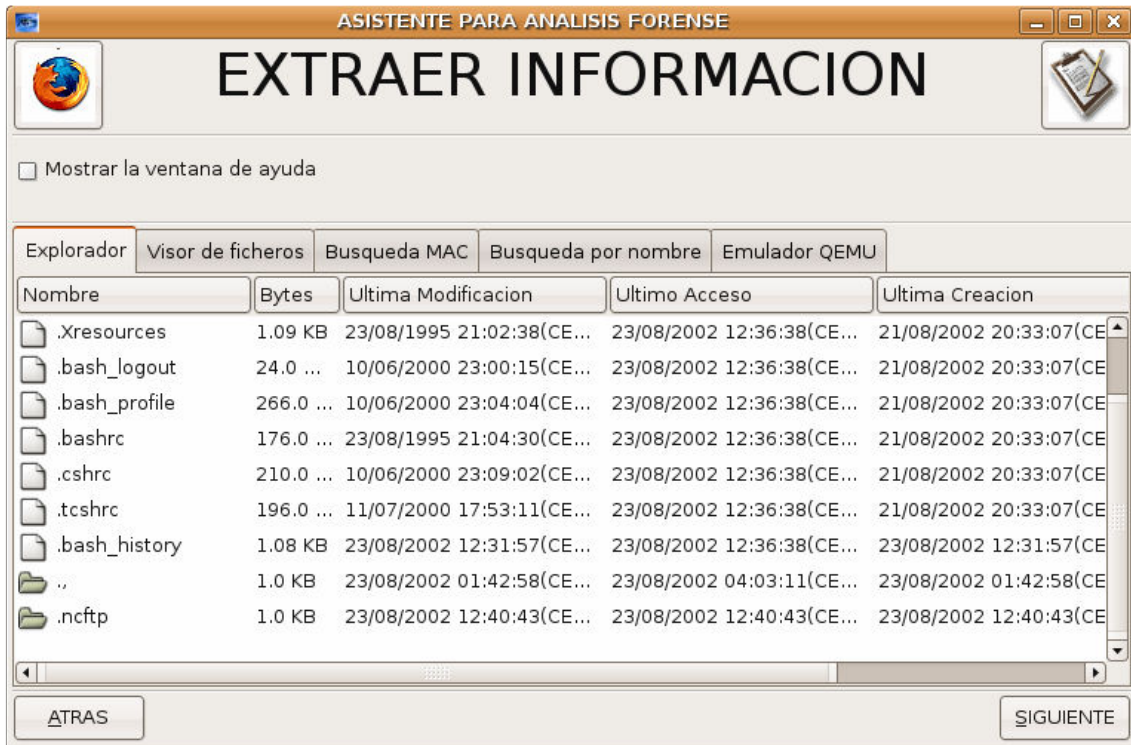 ASISTENTE PARA ANALISIS FORENSE
EXTRAER INFORMACION
Mostrar la ventana de ayuda
Explorador Visor de ficheros Busqueda MAC Busqueda por nombre Emulador QEMU
Nombre Bytes Ultima Modificacion Ultimo Acceso Ultima Creacion
.Xresources 1.09 KB 23/08/1995 21:02:38(CE... 23/08/2002 12:36:38(CE... 21/08/2002 20:33:07(CE
.bash_logout 24.0 ... 10/06/2000 23:00:15(CE... 23/08/2002 12:36:38(CE... 21/08/2002 20:33:07(CE
.bash_profile 266.0 ... 10/06/2000 23:04:04(CE... 23/08/2002 12:36:38(CE... 21/08/2002 20:33:07(CE
.bashrc 176.0 ... 23/08/1995 21:04:30(CE... 23/08/2002 12:36:38(CE... 21/08/2002 20:33:07(CE
.cshrc 210.0 ... 10/06/2000 23:09:02(CE... 23/08/2002 12:36:38(CE... 21/08/2002 20:33:07(CE
.tcshrc 196.0 ... 11/07/2000 17:53:11(CE... 23/08/2002 12:36:38(CE... 21/08/2002 20:33:07(CE
.bash_history 1.08 KB 23/08/2002 12:31:57(CE... 23/08/2002 12:36:38(CE... 23/08/2002 12:31:57(CE
., 1.0 KB 23/08/2002 01:42:58(CE... 23/08/2002 04:03:11(CE... 23/08/2002 01:42:58(CE
.ncftp 1.0 KB 23/08/2002 12:40:43(CE... 23/08/2002 12:40:43(CE... 23/08/2002 12:40:43(CE
ATRAS SIGUIENTE